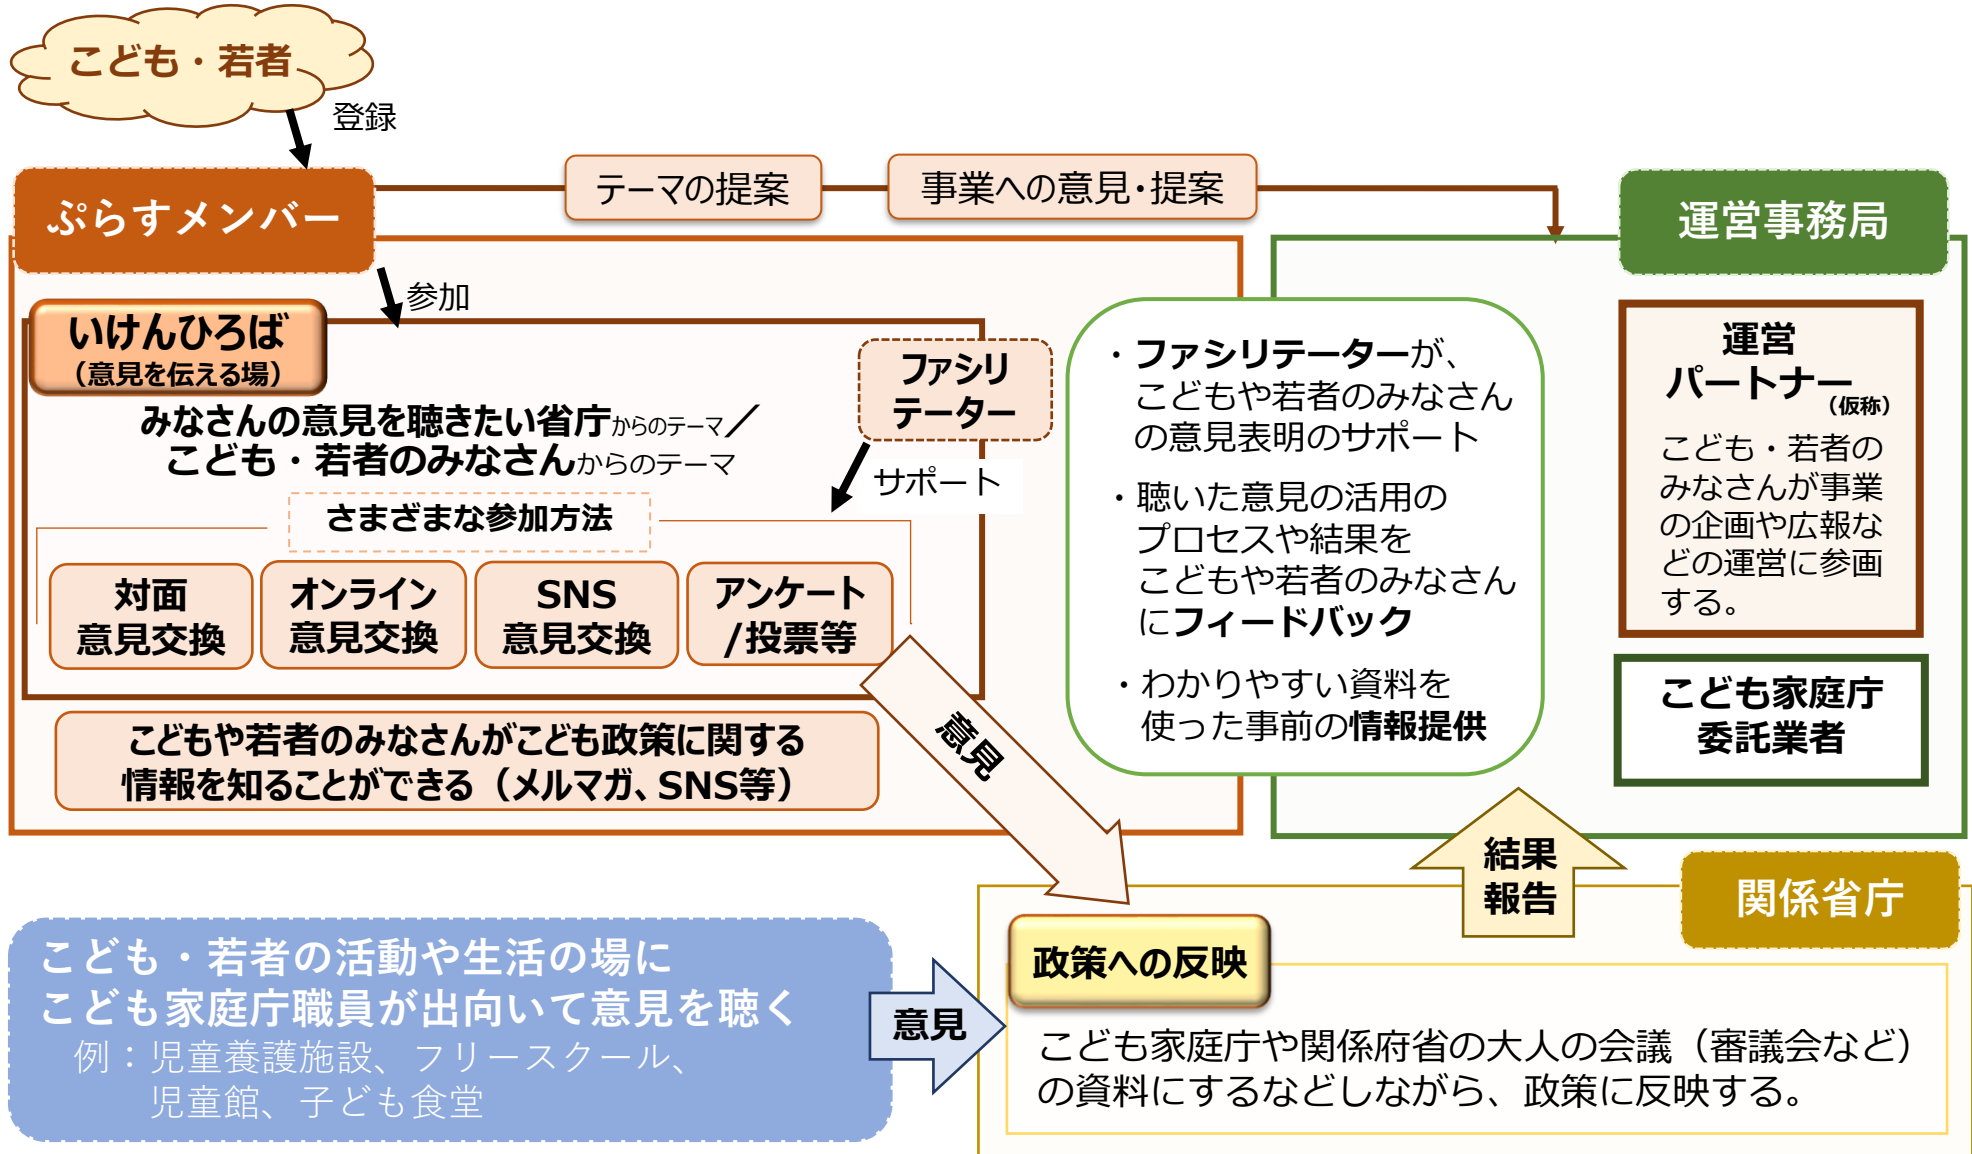 こども・若者
登録
ぷらすメンバー
テーマの提案
事業への意見・提案
運営事務局
参加
いけんひろば
（意見を伝える場）
みなさんの意見を聴きたい省庁からのテーマ／
こども・若者のみなさんからのテーマ
ファシリ
テーター
サポート
さまざまな参加方法
対面
意見交換
オンライン
意見交換
SNS
意見交換
アンケート
/投票等
こどもや若者のみなさんがこども政策に関する
情報を知ることができる（メルマガ、SNS等）
意見
・ファシリテーターが、
こどもや若者のみなさん
の意見表明のサポート
・聴いた意見の活用の
プロセスや結果を
こどもや若者のみなさん
にフィードバック
・わかりやすい資料を
使った事前の情報提供
運営
パートナー（仮称）
こども・若者の
みなさんが事業
の企画や広報な
どの運営に参画
する。
こども家庭庁
委託業者
結果
報告
関係省庁
こども・若者の活動や生活の場に
こども家庭庁職員が出向いて意見を聴く
例：児童養護施設、フリースクール、
児童館、子ども食堂
意見
政策への反映
こども家庭庁や関係府省の大人の会議（審議会など）
の資料にするなどしながら、政策に反映する。